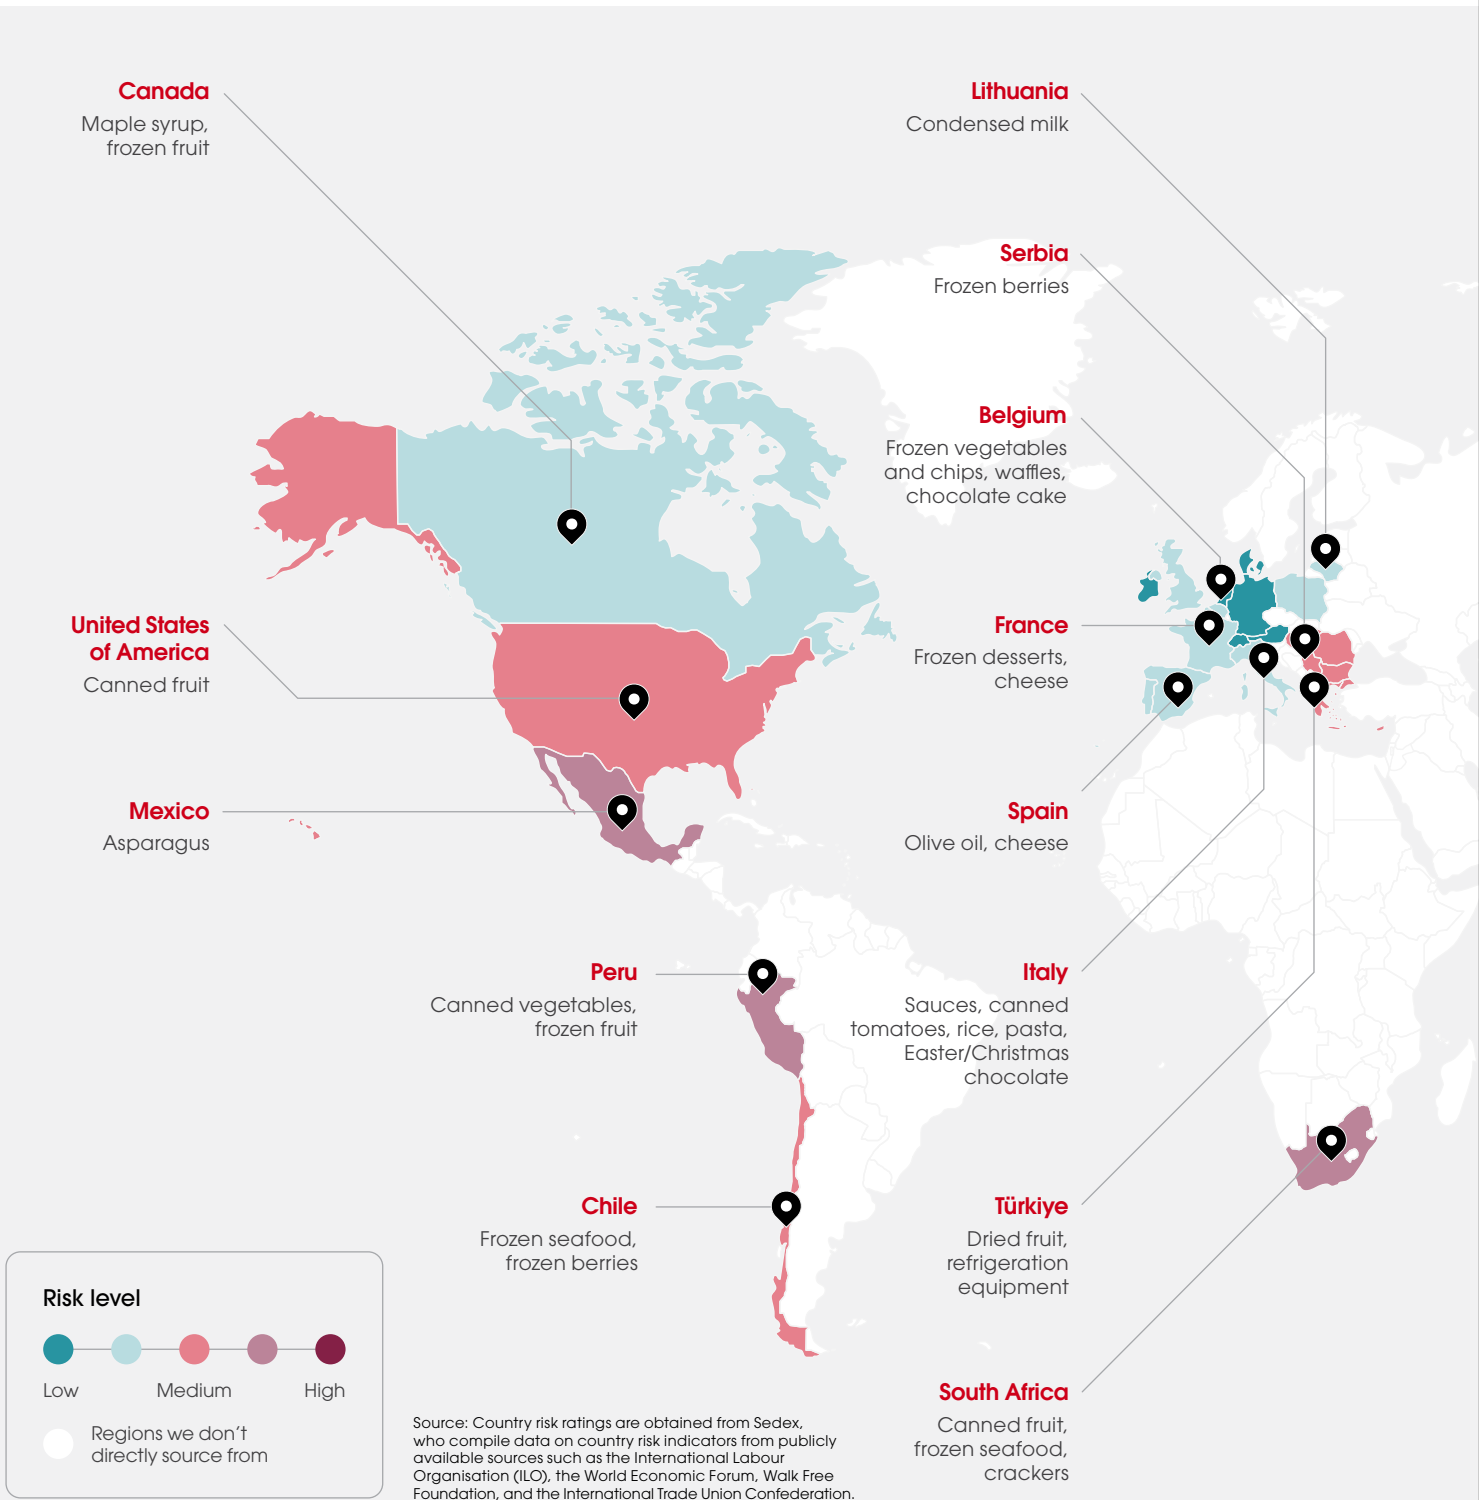 Canada
Maple syrup,
frozen fruit
United States
of America
Canned fruit
Mexico
Asparagus
Peru
Canned vegetables,
frozen fruit
Chile
Frozen seafood,
frozen berries
Lithuania
Condensed milk
Serbia
Frozen berries
Belgium
Frozen vegetables
and chips, waffles,
chocolate cake
France
Frozen desserts,
cheese
Spain
Olive oil, cheese
Italy
Sauces, canned
tomatoes, rice, pasta,
Easter/Christmas
chocolate
Türkiye
Dried fruit,
refrigeration
equipment
South Africa
Canned fruit,
frozen seafood,
crackers
Risk level
Low
Medium
High
Regions we don't
directly source from
Source: Country risk ratings are obtained from Sedex,
who compile data on country risk indicators from publicly
available sources such as the International Labour
Organisation (ILO), the World Economic Forum, Walk Free
Foundation, and the International Trade Union Confederation.